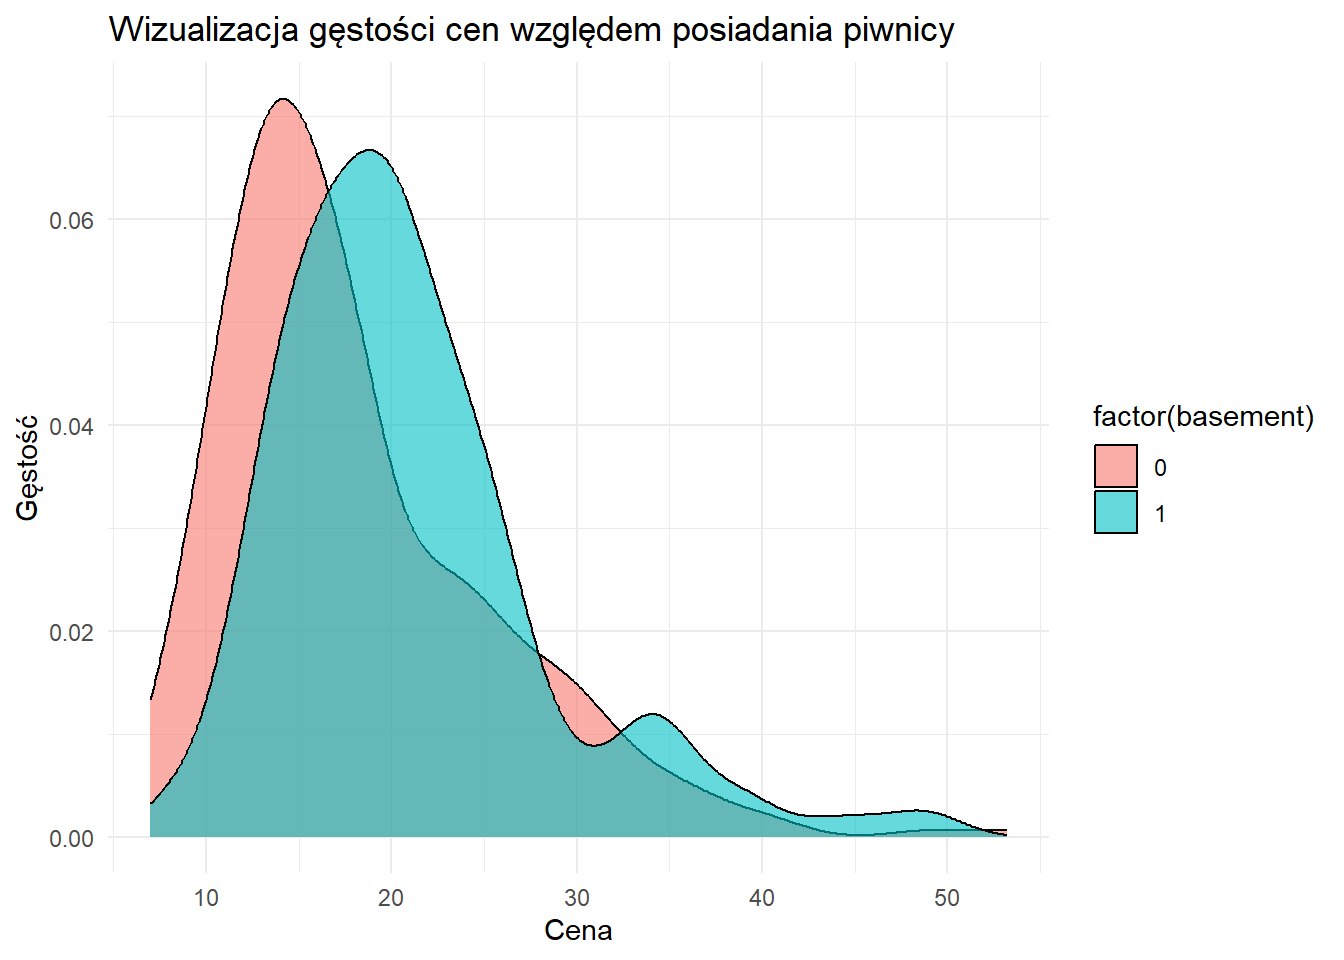 Wizualizacja gęstości cen względem posiadania piwnicy
0.06
0.04
0.02
0.00
Gęstość
10 20 30 40 50
Cena
factor(basement)
0
1